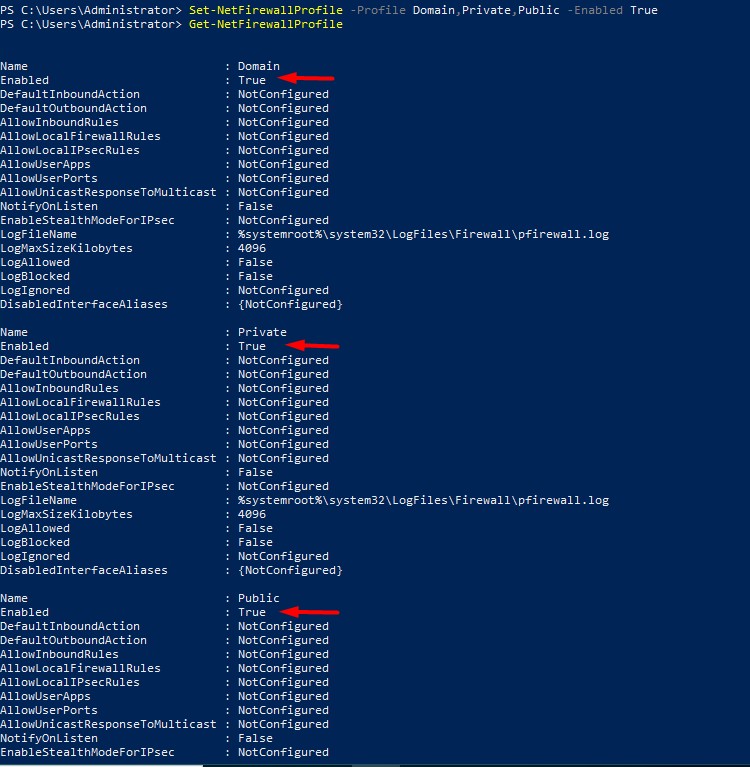 PS C:\Users\Administrator> Set-NetFirewallProfile -Profile Domain,Private,Public -Enabled True
PS C:\Users\Administrator> Get-NetFirewallProfile
Name : Domain
Enabled : True
DefaultInboundAction : NotConfigured
DefaultOutboundAction : NotConfigured
AllowInboundRules : NotConfigured
AllowLocalFirewallRules : NotConfigured
AllowLocalIPsecRules : NotConfigured
AllowUserApps : NotConfigured
AllowUserPorts : NotConfigured
AllowUnicastResponseToMulticast : NotConfigured
NotifyOnListen : False
EnableStealthModeForIPsec : NotConfigured
LogFileName : %systemroot%\system32\LogFiles\Firewall\pfirewall.log
LogMaxSizeKilobytes : 4096
LogAllowed : False
LogBlocked : False
LogIgnored : NotConfigured
DisabledInterfaceAliases : {NotConfigured}
Name : Private
Enabled : True
DefaultInboundAction : NotConfigured
DefaultOutboundAction : NotConfigured
AllowInboundRules : NotConfigured
AllowLocalFirewallRules : NotConfigured
AllowLocalIPsecRules : NotConfigured
AllowUserApps : NotConfigured
AllowUserPorts : NotConfigured
AllowUnicastResponseToMulticast : NotConfigured
NotifyOnListen : False
EnableStealthModeForIPsec : NotConfigured
LogFileName : %systemroot%\system32\LogFiles\Firewall\pfirewall.log
LogMaxSizeKilobytes : 4096
LogAllowed : False
LogBlocked : False
LogIgnored : NotConfigured
DisabledInterfaceAliases : {NotConfigured}
Name : Public
Enabled : True
DefaultInboundAction : NotConfigured
DefaultOutboundAction : NotConfigured
AllowInboundRules : NotConfigured
AllowLocalFirewallRules : NotConfigured
AllowLocalIPsecRules : NotConfigured
AllowUserApps : NotConfigured
AllowUserPorts : NotConfigured
AllowUnicastResponseToMulticast : NotConfigured
NotifyOnListen : False
EnableStealthModeForIPsec : NotConfigured